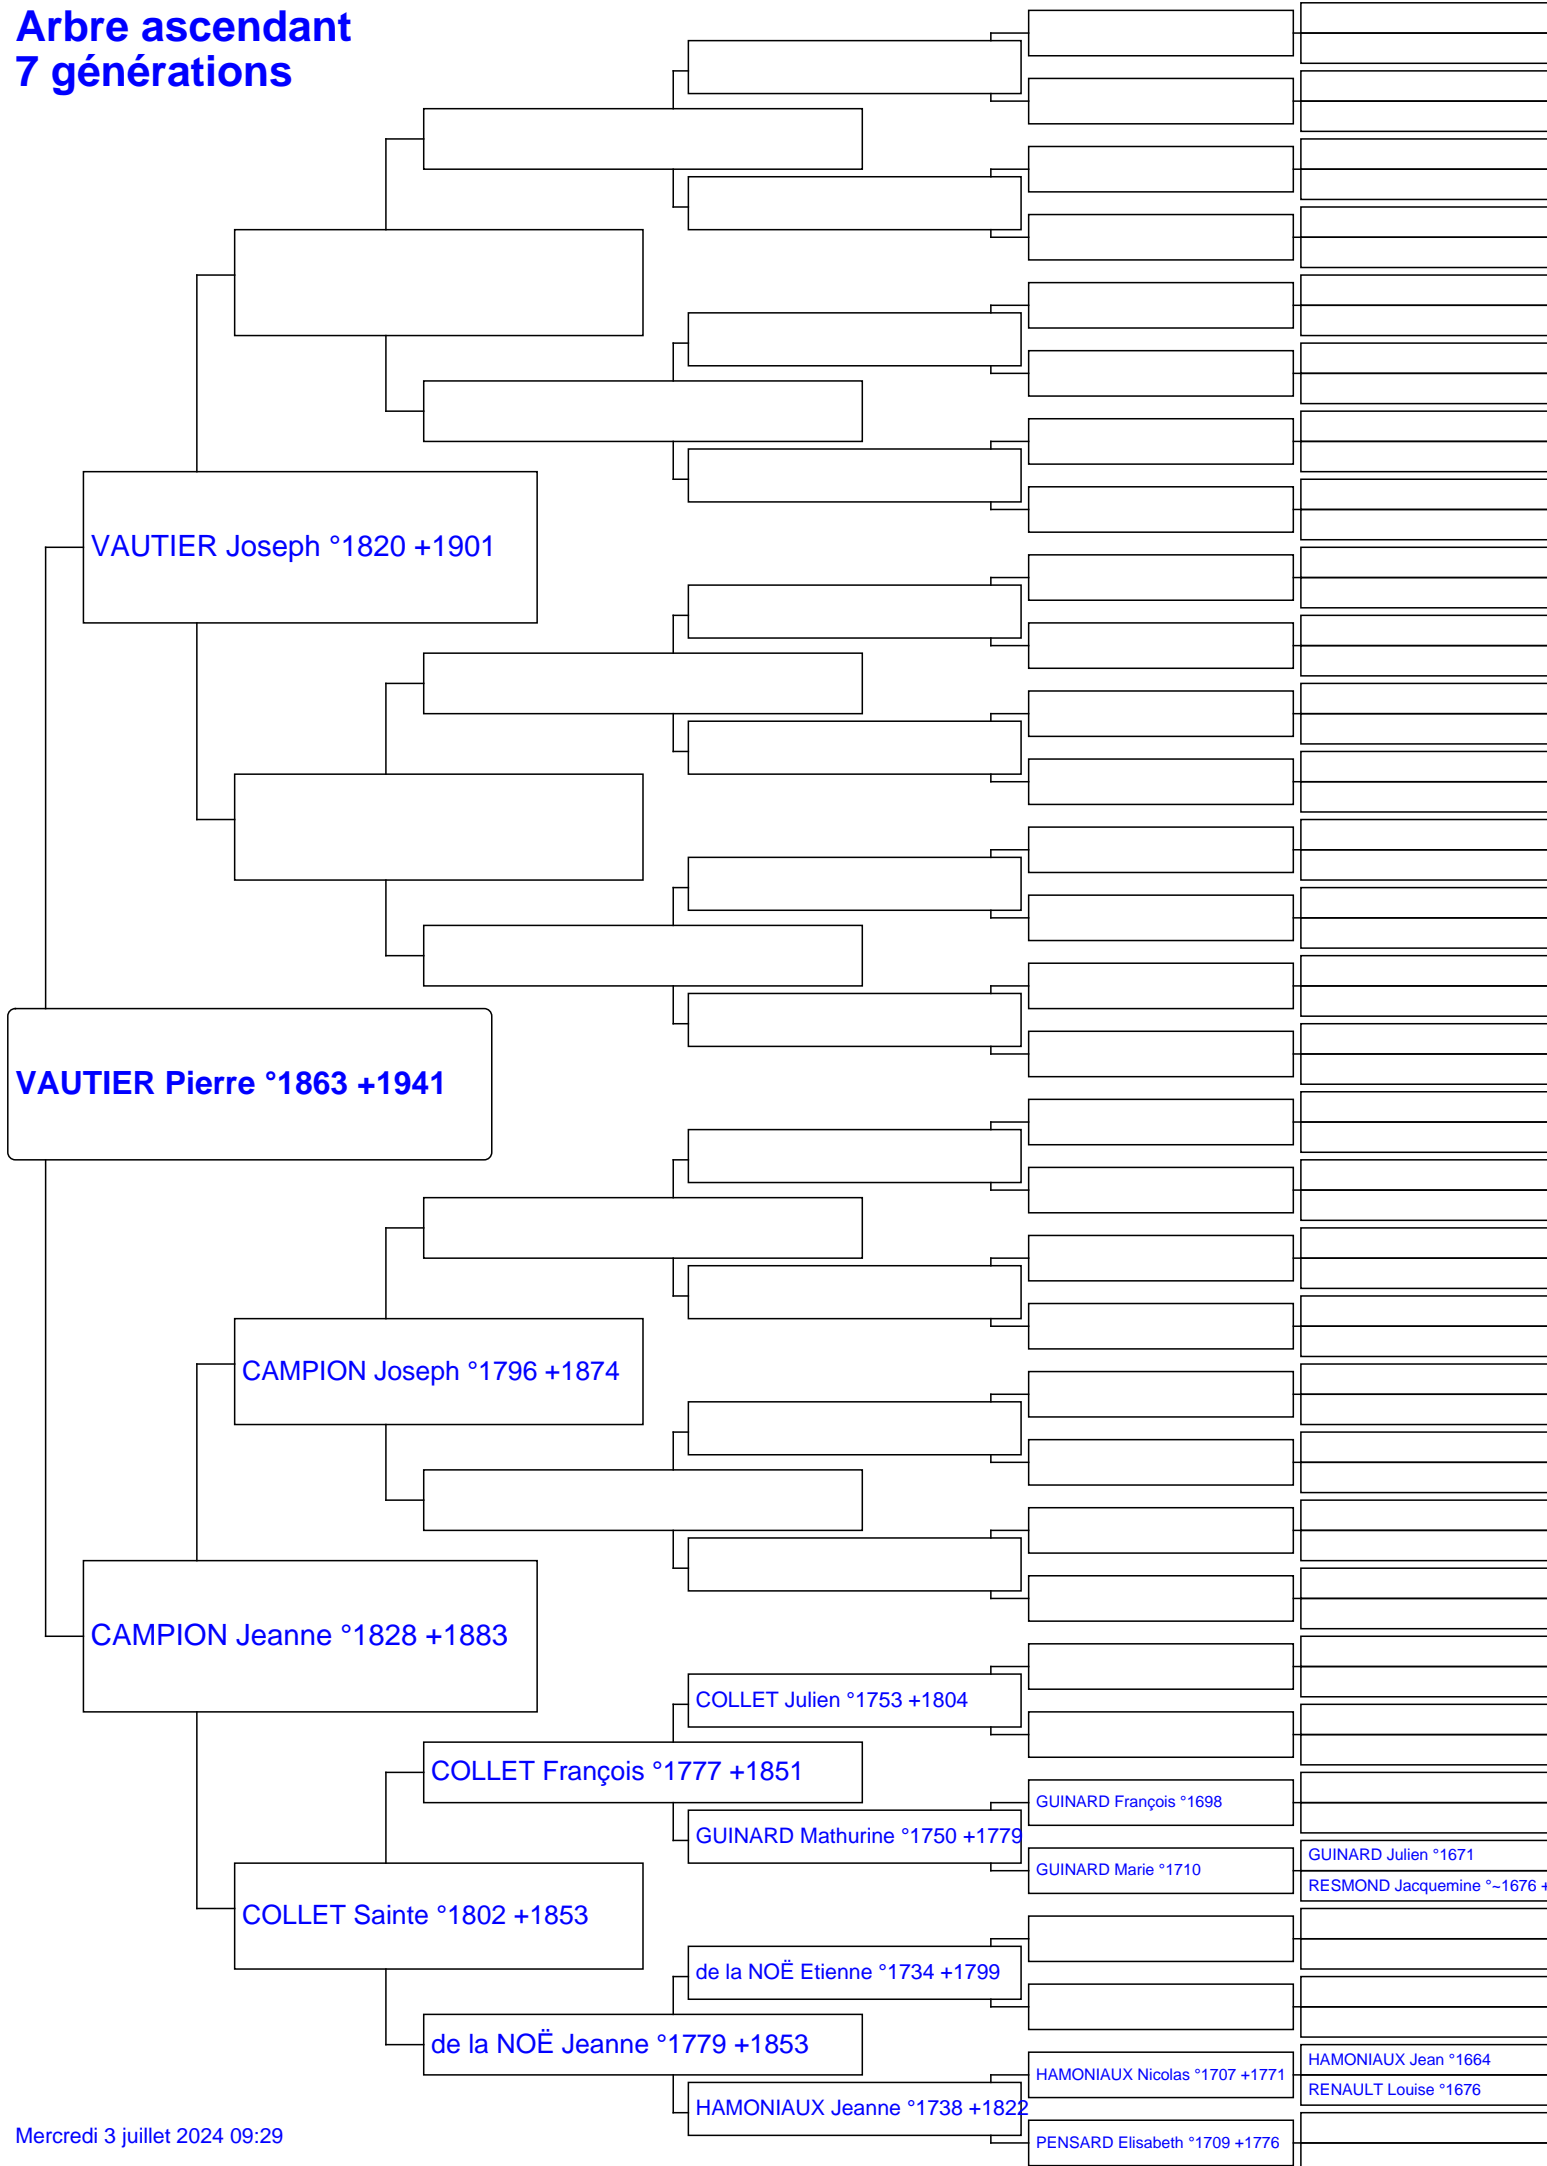 Arbre ascendant
7 générations
VAUTIER Joseph °1820 +1901
VAUTIER Pierre °1863 +1941
CAMPION Joseph °1796 +1874
CAMPION Jeanne °1828 +1883
COLLET Julien °1753 +1804
COLLET François °1777 +1851
GUINARD François °1698
GUINARD Mathurine °1750 +1779
GUINARD Julien °1671
GUINARD Marie °1710
RESMOND Jacquemine °~1676 +
COLLET Sainte °1802 +1853
de la NOË Etienne °1734 +1799
de la NOË Jeanne °1779 +1853
HAMONIAUX Jean °1664
HAMONIAUX Nicolas °1707 +1771
RENAULT Louise °1676
HAMONIAUX Jeanne °1738 +1822
PENSARD Elisabeth °1709 +1776
Mercredi 3 juillet 2024 09:29